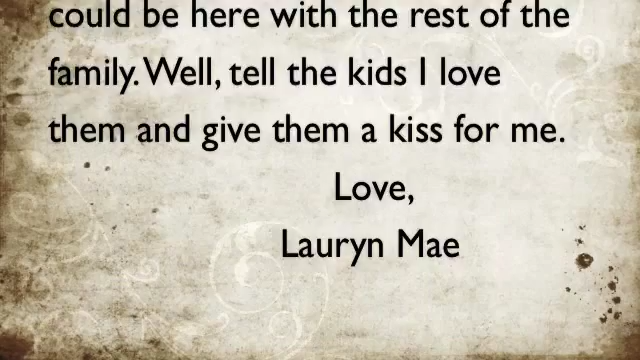 could be here with the rest of the
family. Well, tell the kids I love
them and give them a kiss for me.
Love,
Lauryn Mae